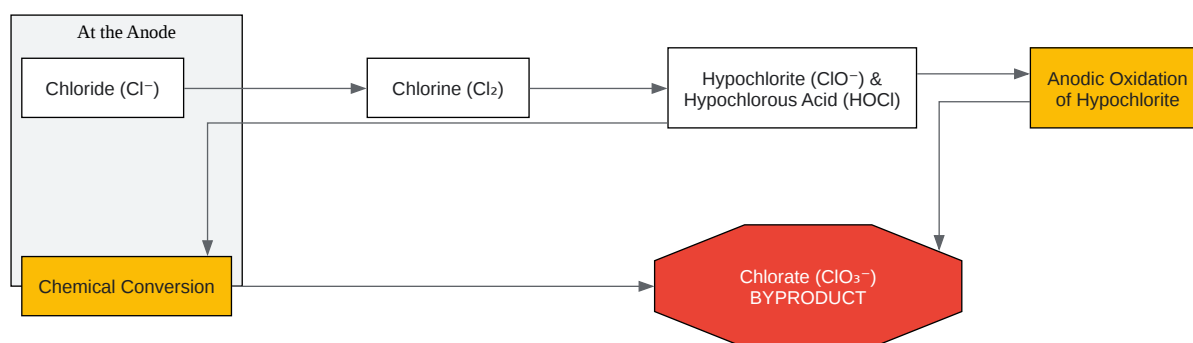 At the Anode
Chloride (Cl⁻)
Chlorine (Cl₂)
Hypochlorite (ClO⁻) &
Hypochlorous Acid (HOCl)
Anodic Oxidation
of Hypochlorite
Chemical Conversion
Chlorate (ClO₃⁻)
BYPRODUCT